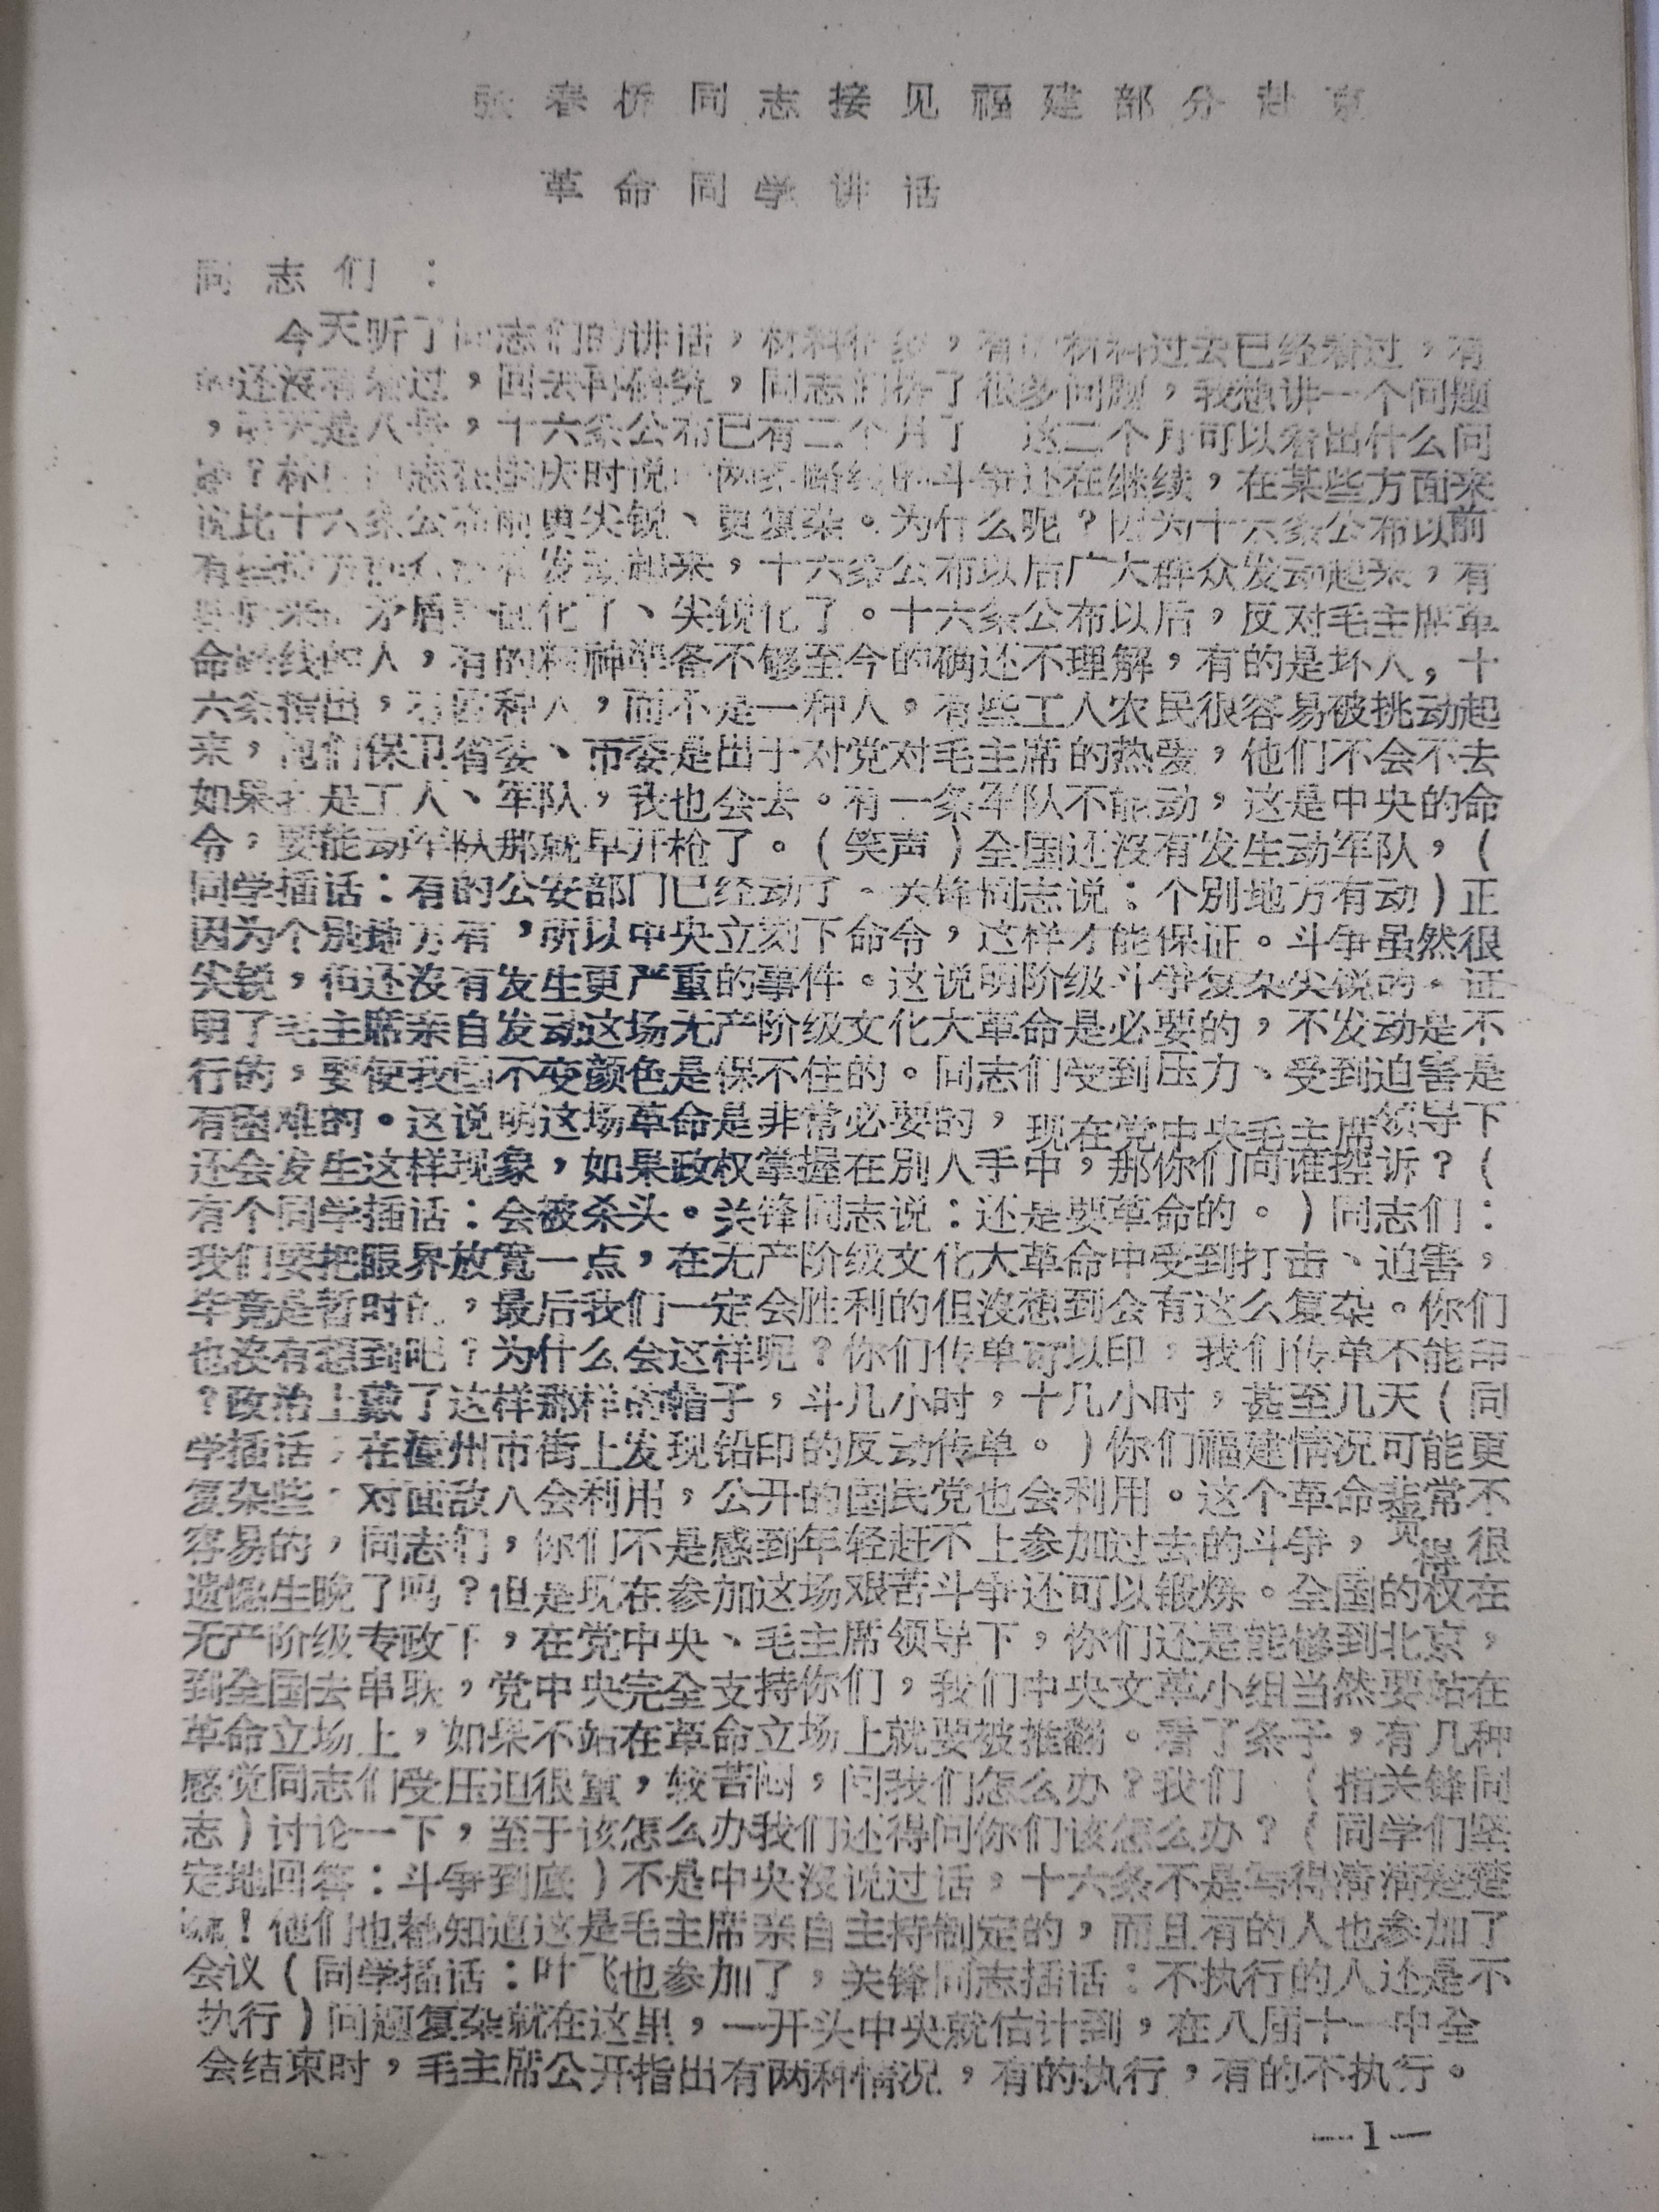 张春桥同志接见福建部分赴京
革命同学讲话
同志们：
今天听了同志们的讲话，材料很多，有的材料过去已经看过，有
的还沒有看过，回去再研究，同志们挤了很多问题，我想讲一个问题
，是八号，十六条公布已有二个月了 这二个月可以看出什么问
题？林 同志在国庆时说：两条路线的斗争还在继续，在某些方面来
说比十六条公布前更尖锐、更复杂。为什么呢？因为十六条公布以前
有些地方 发动起来，十六条公布以后广大群众发动起来，有
矛盾 化了、尖锐化了。十六条公布以后，反对毛主席革
命路线的人，有的精神准备不够至今的确还不理解，有的是坏人，十
六条指出，有四种人，而不是一种人。有些工人农民很容易被挑动起
来，他们保卫省委、市委是出于对党对毛主席的热爱，他们不会不去
如果我是工人、军队，我也会去。有一条军队不能动，这是中央的命
令，要能动军队那就早开枪了。(笑声)全国还沒有发生动军队，(
同学插话：有的公安部门已经动了。关锋同志说：个別地方有动)正
因为个別地方有，所以中央立刻下命令，这样才能保证。斗争虽然很
尖锐，但还沒有发生更严重的事件。这说明阶级斗争复杂尖锐的。证
明了毛主席亲自发动这场无产阶级文化大革命是必要的，不发动是不
行的，要使我国不变颜色是保不住的。同志们受到压力、受到迫害是
有困难的。这说明这场革命是非常必要的，现在党中央毛主席领导下
还会发生这样现象，如果政权掌握在別人手中，那你们向谁控诉？(
有个同学插话：会被杀头。关锋同志说：还是要革命的。)同志们：
我们要把眼界放宽一点，在无产阶级文化大革命中受到打击、迫害，
毕竟是暂时的，最后我们一定会胜利的但沒想到会有这么复杂。你们
也沒有想到吧？为什么会这样呢？你们传单可以印，我们传单不能印
？政治上戴了这样那样的帽子，斗几小时，十几小时，甚至几天(同
学插话：在福州市街上发现铅印的反动传单。)你们福建情况可能更
复杂些，对面敌人会利用，公开的国民党也会利用。这个革命非常不
容易的，同志们，你们不是感到年轻赶不上参加过去的斗争，觉得很
遗憾生晚了吗？但是现在参加这场艰苦斗争还可以锻炼。全国的权在
无产阶级专政下，在党中央、毛主席领导下，你们还是能够到北京，
到全国去串联，党中央完全支持你们，我们中央文革小组当然要站在
革命立场上，如果不站在革命立场上就要被推翻。看了条子，有几种
感觉同志们受压迫很重，较苦闷，问我们怎么办？我们 (指关锋同
志)讨论一下，至于该怎么办我们还得问你们该怎么办？(同学们坚
定地回答：斗争到底)不是中央沒说过话，十六条不是写得清清楚楚
嘛！他们也都知道这是毛主席亲自主持制定的，而且有的人也参加了
会议(同学插话：叶飞也参加了，关锋同志插话：不执行的人还是不
执行)问题复杂就在这里，一开头中央就估计到，在八届十一中全
会结束时，毛主席公开指出有两种情况，有的执行，有的不执行。
—1—